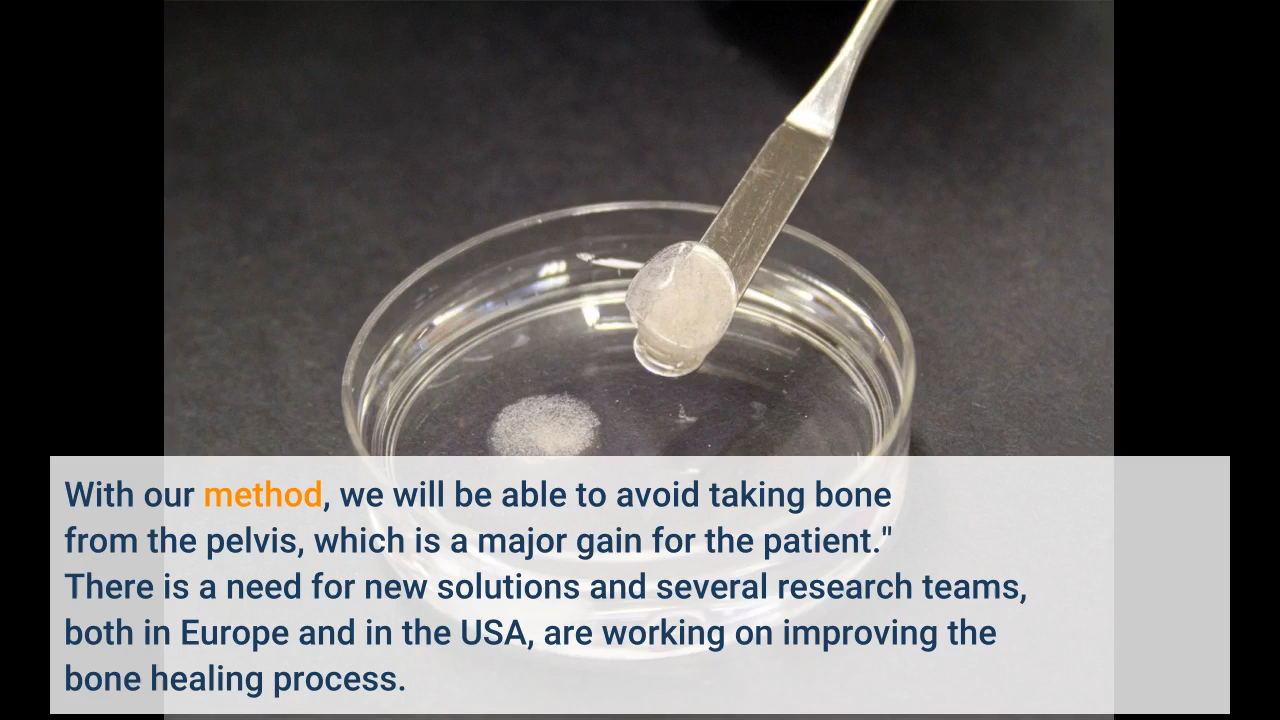 With our method, we will be able to avoid taking bone
from the pelvis, which is a major gain for the patient."
There is a need for new solutions and several research teams,
both in Europe and in the USA, are working on improving the
bone healing process.